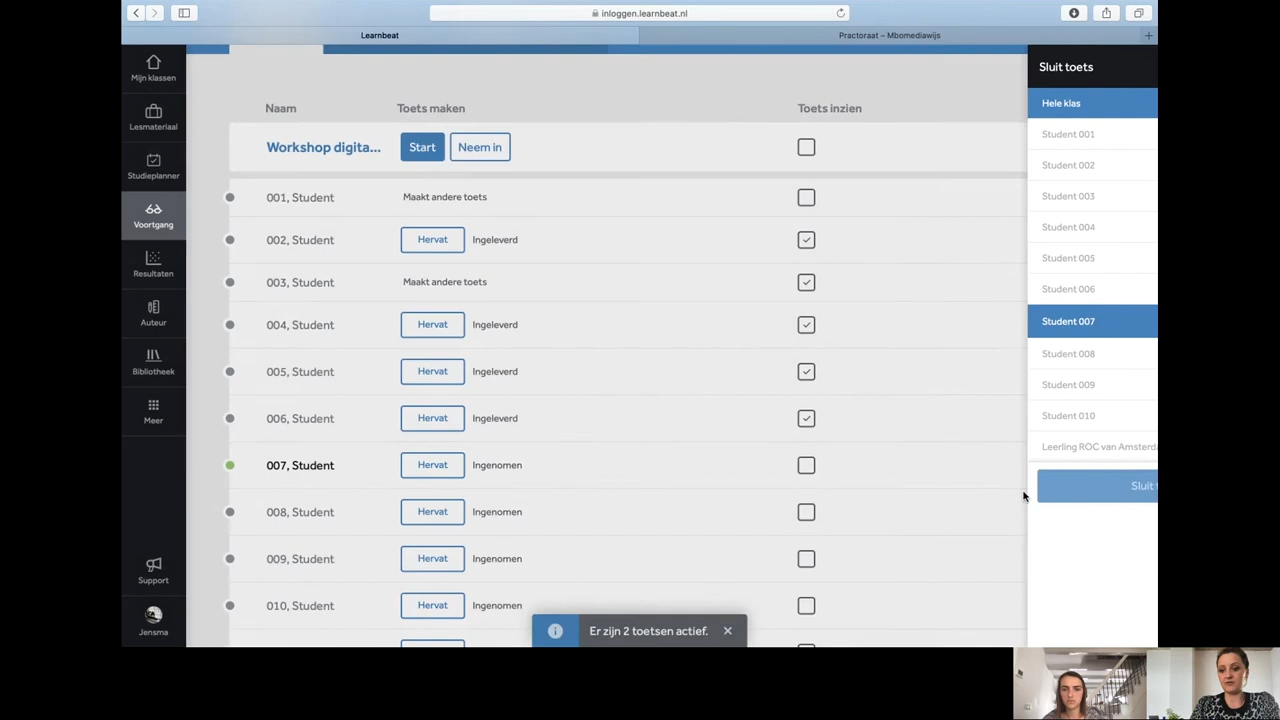 inloggen.learnbeat.nl
Learnbeat
Practoraat – Mbomediawijs
Mijn klassen
Lesmateriaal
Studieplanner
Voortgang
Resultaten
Auteur
Bibliotheek
Meer
Support
Jensma
Naam Toets maken Toets inzien
Workshop digita... Start Neem in
001, Student Maakt andere toets
002, Student Hervat Ingeleverd
003, Student Maakt andere toets
004, Student Hervat Ingeleverd
005, Student Hervat Ingeleverd
006, Student Hervat Ingeleverd
007, Student Hervat Ingenomen
008, Student Hervat Ingenomen
009, Student Hervat Ingenomen
010, Student Hervat Ingenomen
Er zijn 2 toetsen actief.
Sluit toets
Hele klas
Student 001
Student 002
Student 003
Student 004
Student 005
Student 006
Student 007
Student 008
Student 009
Student 010
Leerling ROC van Amsterda
Sluit t